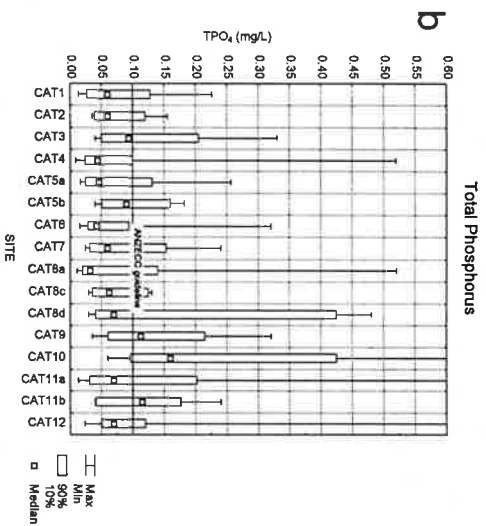 b
Total Phosphorus
TPO₄ (mg/L)
0.60
0.55
0.50
0.45
0.40
0.35
0.30
0.25
0.20
0.15
0.10
0.05
0.00
ANZECC guideline
CAT1
CAT2
CAT3
CAT4
CAT5a
CAT5b
CAT6
CAT7
CAT8a
CAT8c
CAT8d
CAT9
CAT10
CAT11a
CAT11b
CAT12
SITE
Max
Min
90%
10%
Median